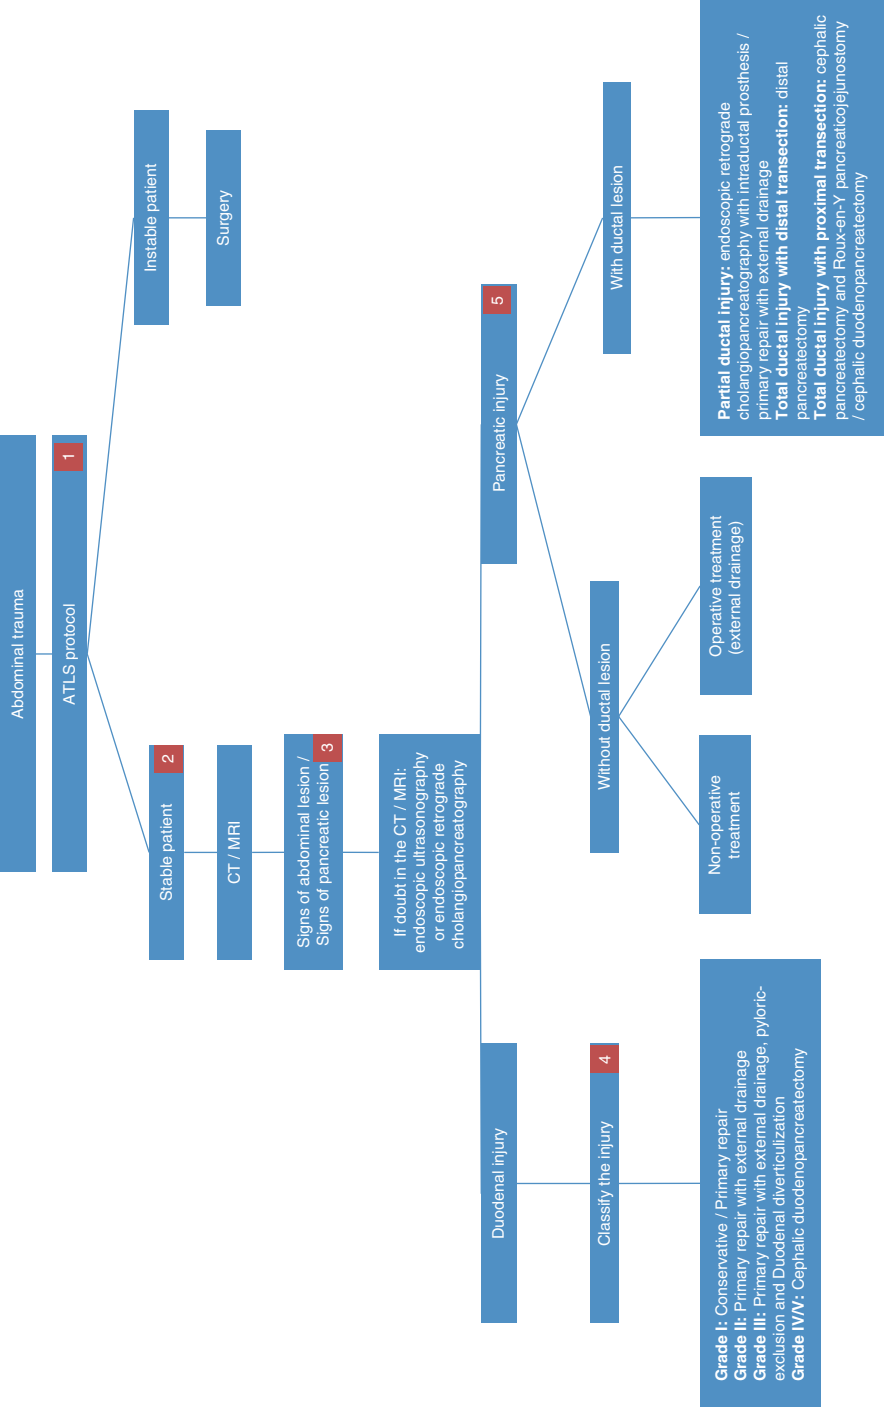 Abdominal trauma
ATLS protocol
1
Stable patient
2
Instable patient
CT / MRI
Surgery
Signs of abdominal lesion /
Signs of pancreatic lesion
3
If doubt in the CT / MRI:
endoscopic ultrasonography
or endoscopic retrograde
cholangiopancreatography
Duodenal injury
Pancreatic injury
5
Classify the injury
4
Without ductal lesion
With ductal lesion
Grade I: Conservative / Primary repair
Grade II: Primary repair with external drainage
Grade III: Primary repair with external drainage, pyloric-
exclusion and Duodenal diverticulization
Grade IV/V: Cephalic duodenopancreatectomy
Non-operative
treatment
Operative treatment
(external drainage)
Partial ductal injury: endoscopic retrograde
cholangiopancreatography with intraductal prosthesis /
primary repair with external drainage
Total ductal injury with distal transection: distal
pancreatectomy
Total ductal injury with proximal transection: cephalic
pancreatectomy and Roux-en-Y pancreaticojejunostomy
/ cephalic duodenopancreatectomy